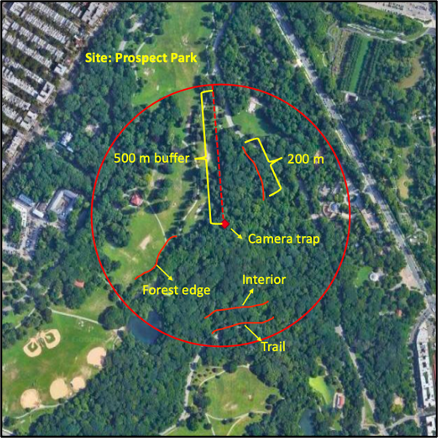 Site: Prospect Park
500 m buffer
200 m
Camera trap
Interior
Forest edge
Trail